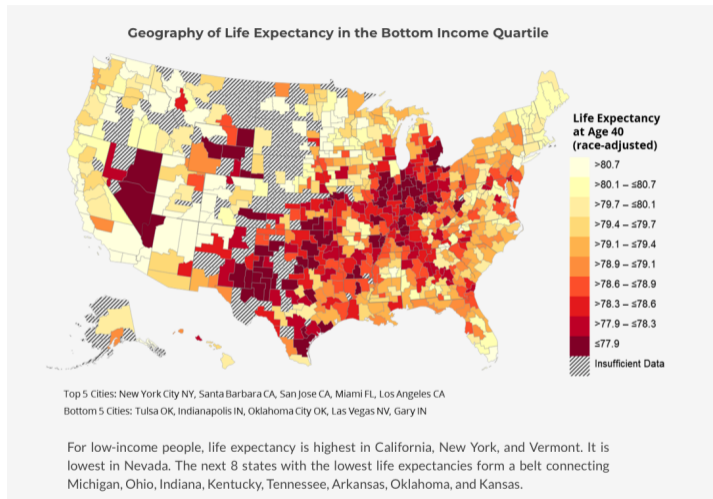 Geography of Life Expectancy in the Bottom Income Quartile
Life Expectancy
at Age 40
(race-adjusted)
>80.7
>80.1 – ≤80.7
>79.7 – ≤80.1
>79.4 – ≤79.7
>79.1 – ≤79.4
>78.9 – ≤79.1
>78.6 – ≤78.9
>78.3 – ≤78.6
>77.9 – ≤78.3
≤77.9
Insufficient Data
Top 5 Cities: New York City NY, Santa Barbara CA, San Jose CA, Miami FL, Los Angeles CA
Bottom 5 Cities: Tulsa OK, Indianapolis IN, Oklahoma City OK, Las Vegas NV, Gary IN
For low-income people, life expectancy is highest in California, New York, and Vermont. It is
lowest in Nevada. The next 8 states with the lowest life expectancies form a belt connecting
Michigan, Ohio, Indiana, Kentucky, Tennessee, Arkansas, Oklahoma, and Kansas.